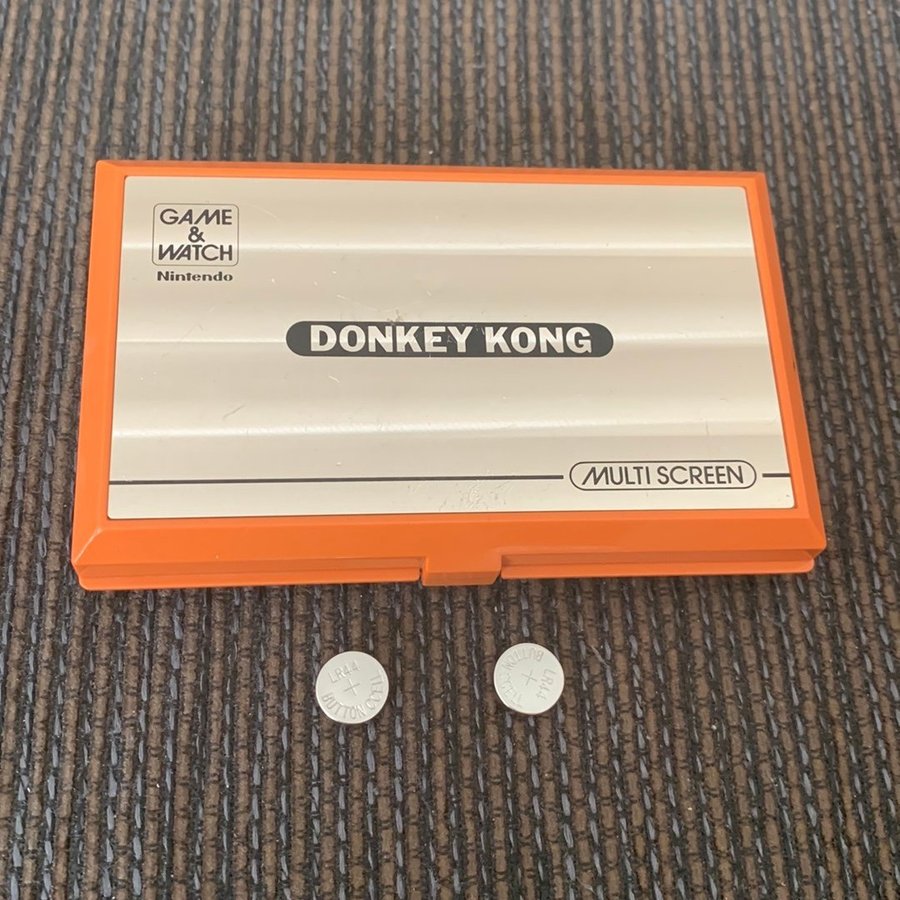 GAME
&
WATCH
Nintendo
DONKEY KONG
MULTI SCREEN
LR44
BUTTON CELL
LR44
BUTTON CELL